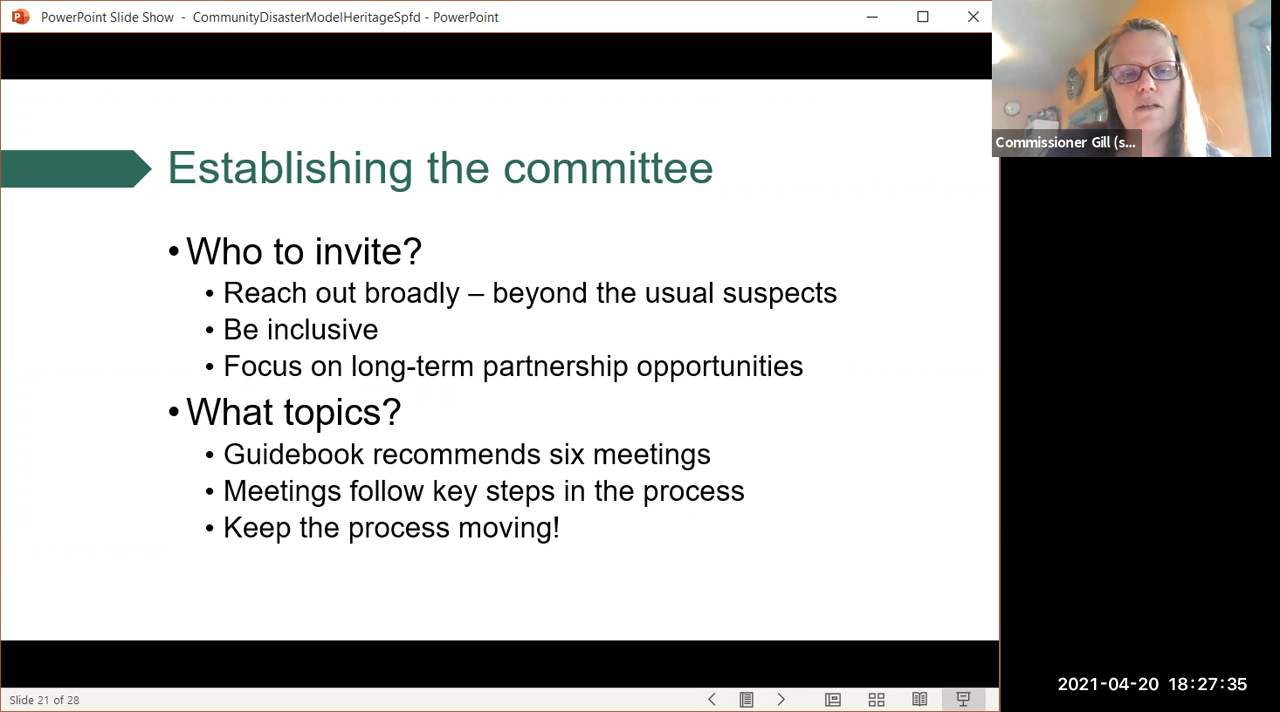 PowerPoint Slide Show - CommunityDisasterModelHeritageSpfd - PowerPoint
Commissioner Gill (s...
Establishing the committee
• Who to invite?
• Reach out broadly – beyond the usual suspects
• Be inclusive
• Focus on long-term partnership opportunities
• What topics?
• Guidebook recommends six meetings
• Meetings follow key steps in the process
• Keep the process moving!
2021-04-20 18:27:35
Slide 21 of 28